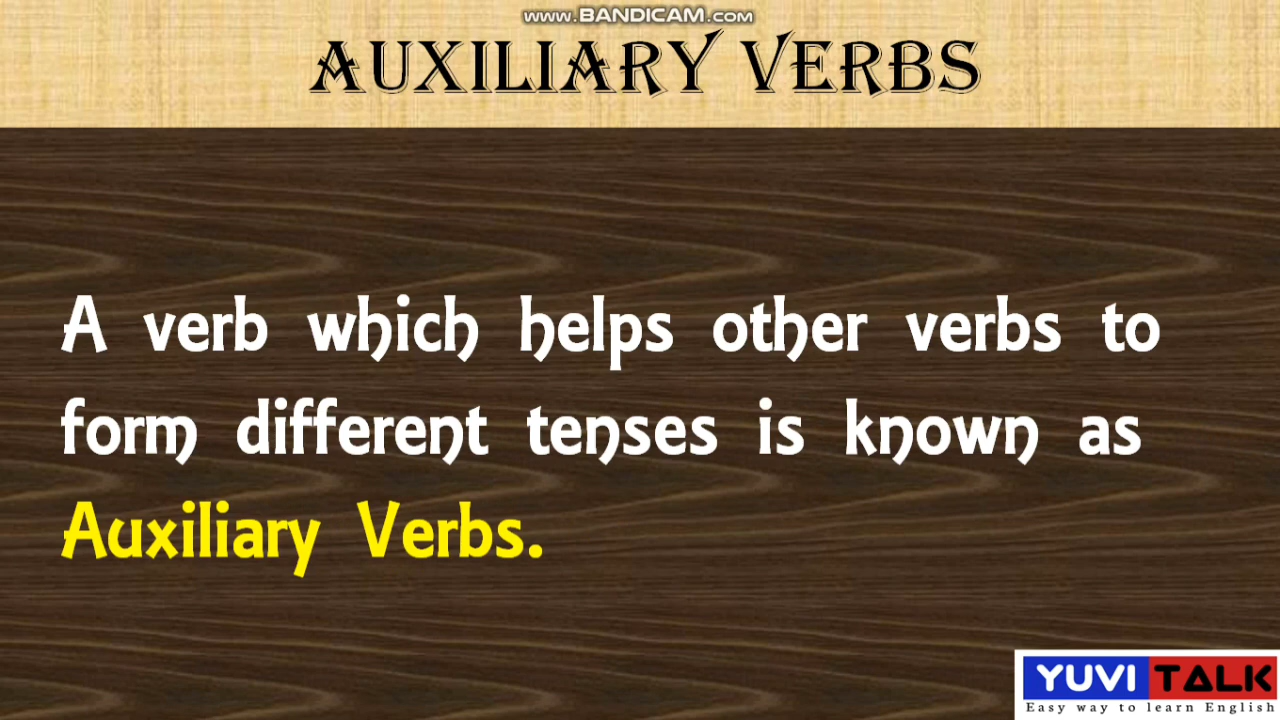 www.BANDICAM.com
AUXILIARY VERBS
A verb which helps other verbs to
form different tenses is known as
Auxiliary Verbs.
YUVI TALK
Easy way to learn English